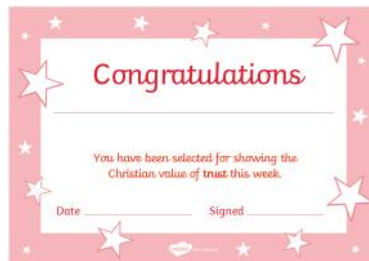 Congratulations
You have been selected for showing the
Christian value of trust this week.
Date Signed